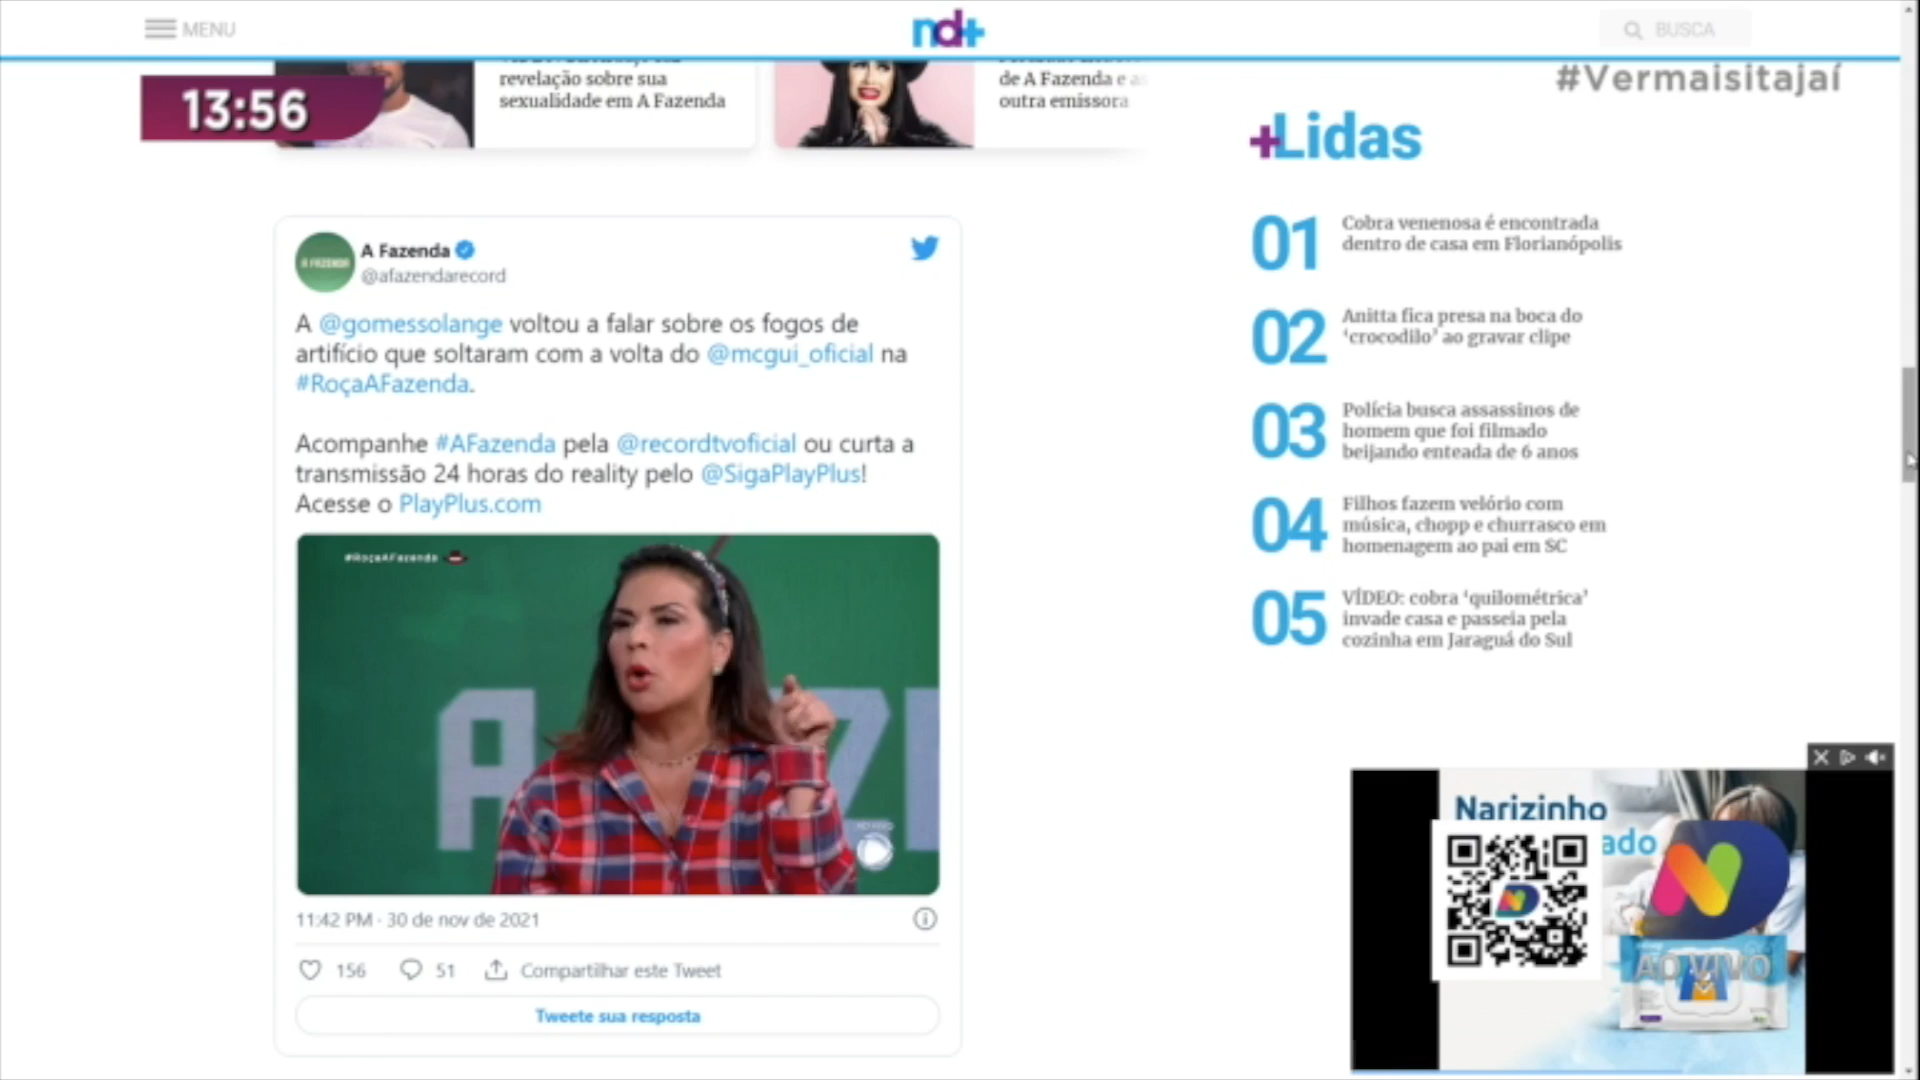 MENU
nd+
BUSCA
13:56
revelação sobre sua
sexualidade em A Fazenda
de A Fazenda e
outra emissora
#Vermaisitajaí
+Lidas
A Fazenda
@afazendarecord
A @gomessolange voltou a falar sobre os fogos de
artifício que soltaram com a volta do @mcgui_oficial na
#RoçaAFazenda.
Acompanhe #AFazenda pela @recordtvoficial ou curta a
transmissão 24 horas do reality pelo @SigaPlayPlus!
Acesse o PlayPlus.com
#RoçaAFazenda
11:42 PM · 30 de nov de 2021
156
51
Compartilhar este Tweet
Tweete sua resposta
01
Cobra venenosa é encontrada
dentro de casa em Florianópolis
02
Anitta fica presa na boca do
‘crocodilo’ ao gravar clipe
03
Polícia busca assassinos de
homem que foi filmado
beijando enteada de 6 anos
04
Filhos fazem velório com
música, chopp e churrasco em
homenagem ao pai em SC
05
VÍDEO: cobra ‘quilométrica’
invade casa e passeia pela
cozinha em Jaraguá do Sul
Narizinho
ado
AO VIVO